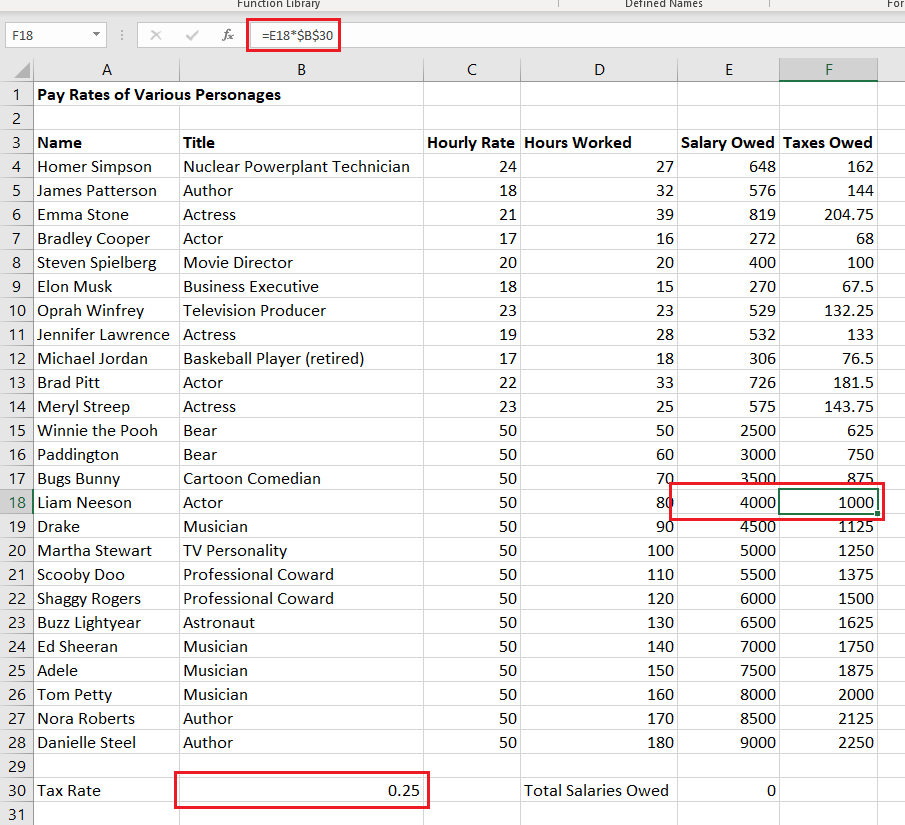 Function Library Defined Names For
F18 fx =E18*$B$30
A B C D E F
1 Pay Rates of Various Personages
2
3 Name Title Hourly Rate Hours Worked Salary Owed Taxes Owed
4 Homer Simpson Nuclear Powerplant Technician 24 27 648 162
5 James Patterson Author 18 32 576 144
6 Emma Stone Actress 21 39 819 204.75
7 Bradley Cooper Actor 17 16 272 68
8 Steven Spielberg Movie Director 20 20 400 100
9 Elon Musk Business Executive 18 15 270 67.5
10 Oprah Winfrey Television Producer 23 23 529 132.25
11 Jennifer Lawrence Actress 19 28 532 133
12 Michael Jordan Baskeball Player (retired) 17 18 306 76.5
13 Brad Pitt Actor 22 33 726 181.5
14 Meryl Streep Actress 23 25 575 143.75
15 Winnie the Pooh Bear 50 50 2500 625
16 Paddington Bear 50 60 3000 750
17 Bugs Bunny Cartoon Comedian 50 70 3500 875
18 Liam Neeson Actor 50 80 4000 1000
19 Drake Musician 50 90 4500 1125
20 Martha Stewart TV Personality 50 100 5000 1250
21 Scooby Doo Professional Coward 50 110 5500 1375
22 Shaggy Rogers Professional Coward 50 120 6000 1500
23 Buzz Lightyear Astronaut 50 130 6500 1625
24 Ed Sheeran Musician 50 140 7000 1750
25 Adele Musician 50 150 7500 1875
26 Tom Petty Musician 50 160 8000 2000
27 Nora Roberts Author 50 170 8500 2125
28 Danielle Steel Author 50 180 9000 2250
29
30 Tax Rate 0.25 Total Salaries Owed 0
31